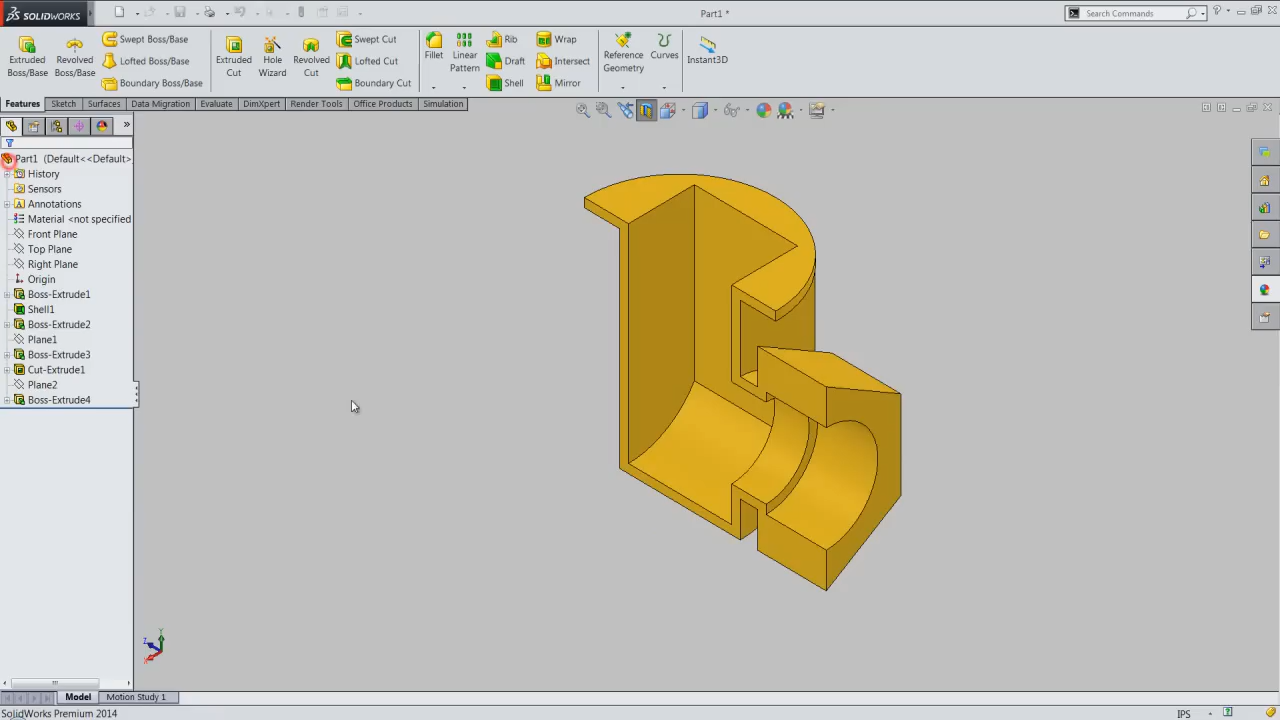 SOLIDWORKS
Part1 *
Search Commands
Extruded Boss/Base
Revolved Boss/Base
Swept Boss/Base
Lofted Boss/Base
Boundary Boss/Base
Extruded Cut
Hole Wizard
Revolved Cut
Swept Cut
Lofted Cut
Boundary Cut
Fillet
Linear Pattern
Rib
Draft
Shell
Wrap
Intersect
Mirror
Reference Geometry
Curves
Instant3D
Features Sketch Surfaces Data Migration Evaluate DimXpert Render Tools Office Products Simulation
Part1 (Default<<Default>
History
Sensors
Annotations
Material <not specified
Front Plane
Top Plane
Right Plane
Origin
Boss-Extrude1
Shell1
Boss-Extrude2
Plane1
Boss-Extrude3
Cut-Extrude1
Plane2
Boss-Extrude4
Y
Z
X
Model Motion Study 1
SolidWorks Premium 2014
IPS